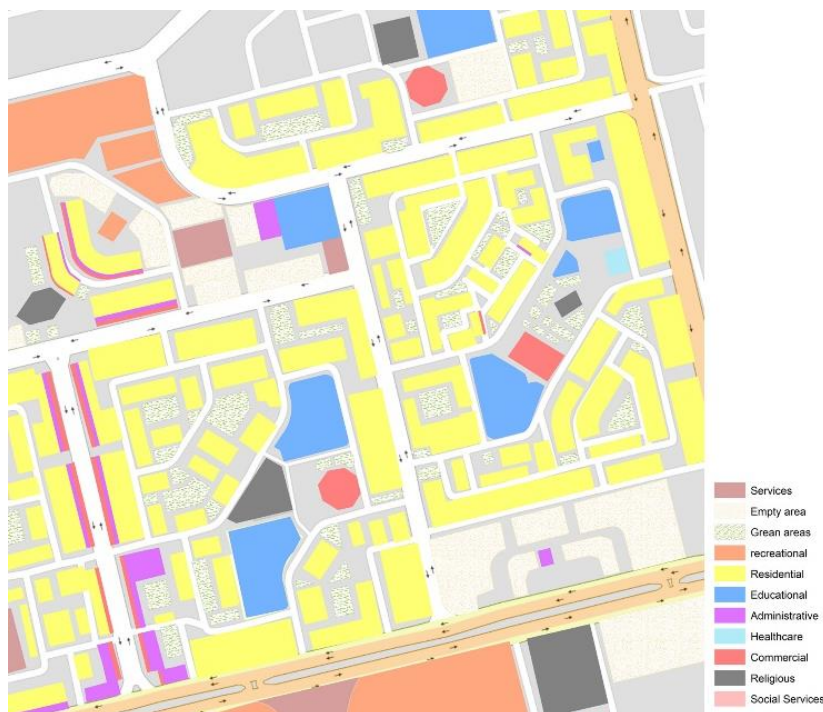 Services
Empty area
Grean areas
recreational
Residential
Educational
Administrative
Healthcare
Commercial
Religious
Social Services